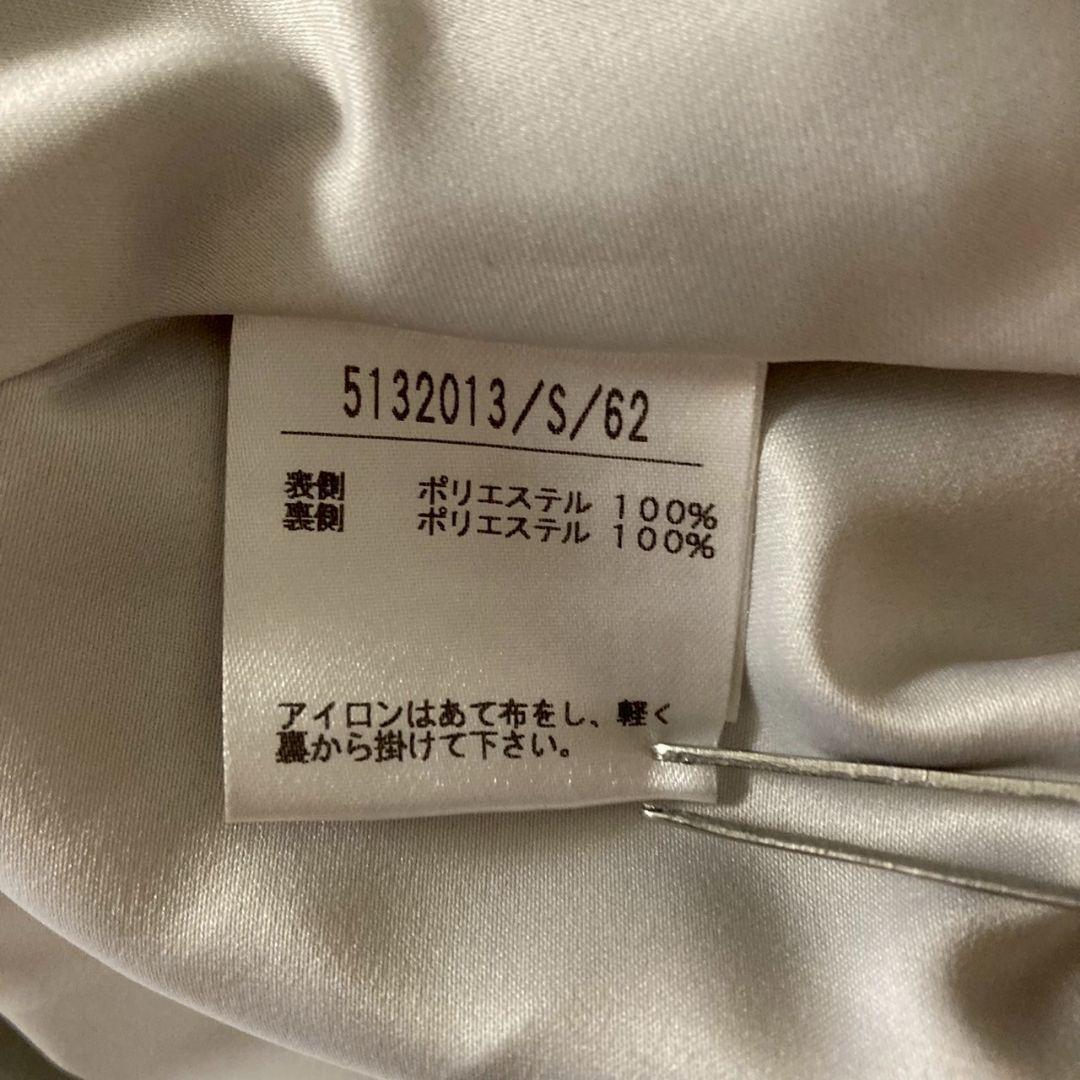 5132013/S/62
表側 ポリエステル 100%
裏側 ポリエステル 100%
アイロンはあて布をし、軽く
裏から掛けて下さい。